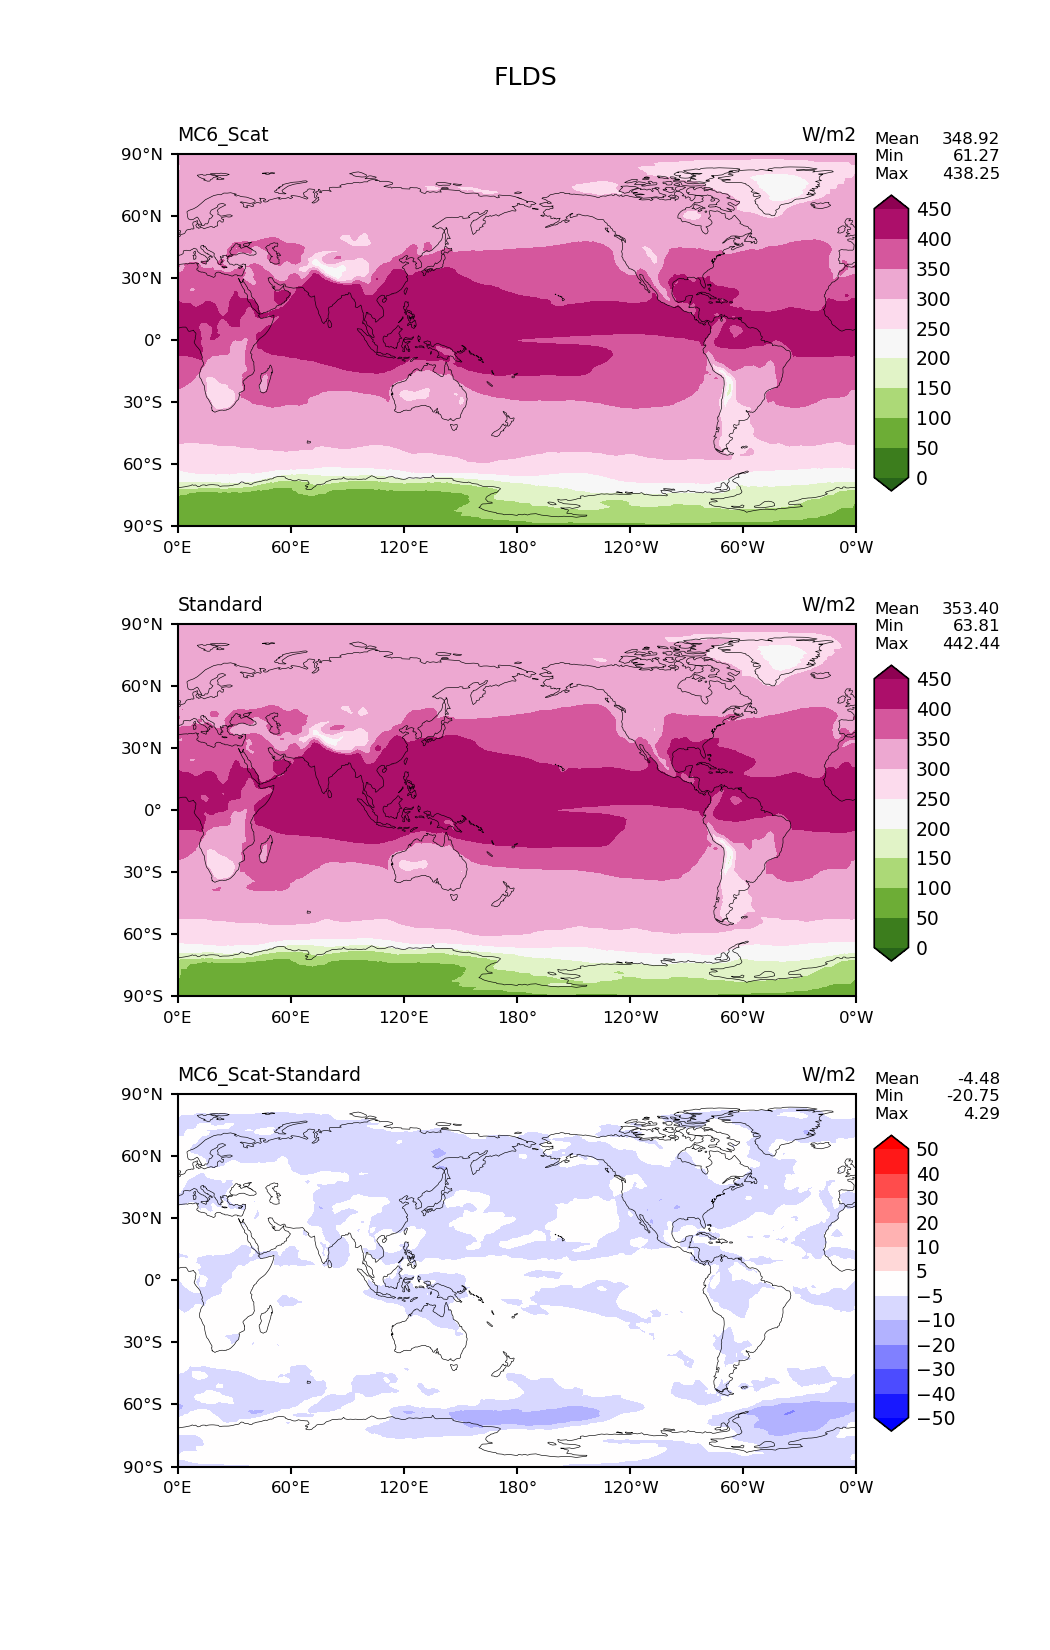 FLDS
MC6_Scat W/m2
Mean 348.92
Min 61.27
Max 438.25
90°N
60°N
30°N
0°
30°S
60°S
90°S
0°E 60°E 120°E 180° 120°W 60°W 0°W
450
400
350
300
250
200
150
100
50
0
Standard W/m2
Mean 353.40
Min 63.81
Max 442.44
90°N
60°N
30°N
0°
30°S
60°S
90°S
0°E 60°E 120°E 180° 120°W 60°W 0°W
450
400
350
300
250
200
150
100
50
0
MC6_Scat-Standard W/m2
Mean -4.48
Min -20.75
Max 4.29
90°N
60°N
30°N
0°
30°S
60°S
90°S
0°E 60°E 120°E 180° 120°W 60°W 0°W
50
40
30
20
10
5
−5
−10
−20
−30
−40
−50